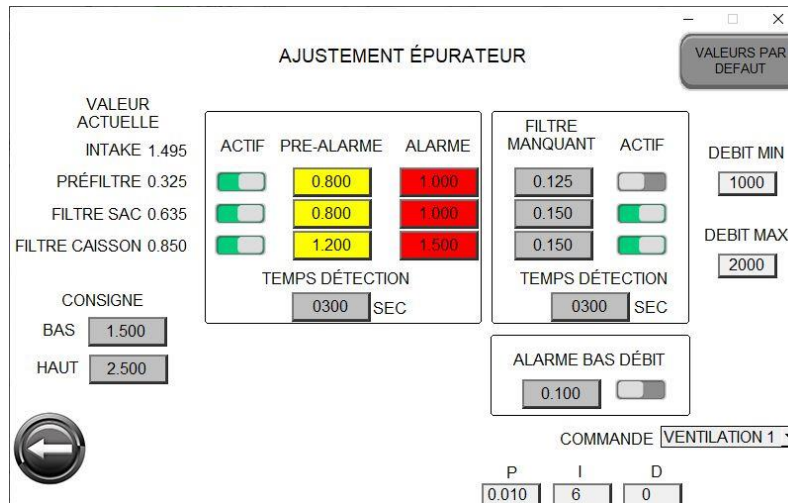 AJUSTEMENT ÉPURATEUR
VALEURS PAR
DEFAUT
VALEUR
ACTUELLE
INTAKE 1.495
PRÉFILTRE 0.325
FILTRE SAC 0.635
FILTRE CAISSON 0.850
ACTIF PRE-ALARME ALARME
0.800 1.000
0.800 1.000
1.200 1.500
TEMPS DÉTECTION
0300 SEC
FILTRE
MANQUANT ACTIF
0.125
0.150
0.150
TEMPS DÉTECTION
0300 SEC
DEBIT MIN
1000
DEBIT MAX
2000
CONSIGNE
BAS 1.500
HAUT 2.500
ALARME BAS DÉBIT
0.100
COMMANDE VENTILATION 1
P I D
0.010 6 0